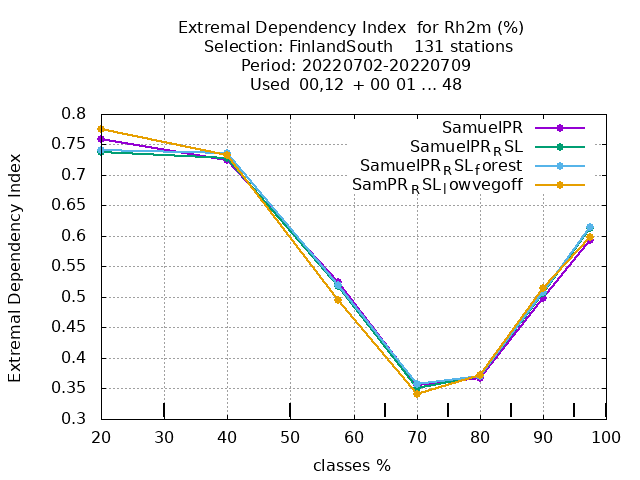 Extremal Dependency Index  for Rh2m (%)
Selection: FinlandSouth    131 stations
Period: 20220702-20220709
Used  00,12  + 00 01 ... 48
SamuelPR
SamuelPR_RSL
SamuelPR_RSL_forest
SamPR_RSL_lowvegoff
Extremal Dependency Index
0.8
0.75
0.7
0.65
0.6
0.55
0.5
0.45
0.4
0.35
0.3
20 30 40 50 60 70 80 90 100
classes %